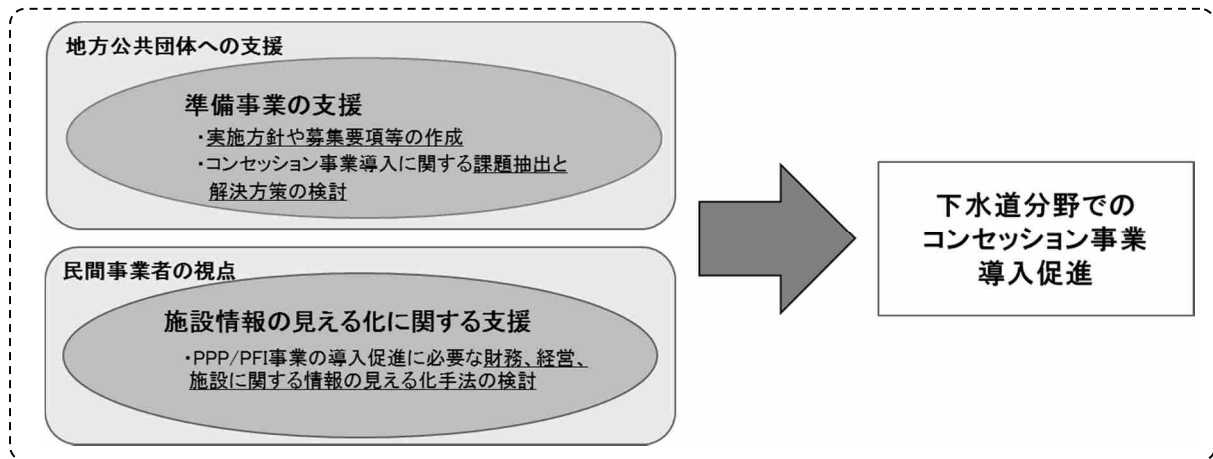 地方公共団体への支援
準備事業の支援
・実施方針や募集要項等の作成
・コンセッション事業導入に関する課題抽出と
解決方策の検討
民間事業者の視点
施設情報の見える化に関する支援
・PPP/PFI事業の導入促進に必要な財務、経営、
施設に関する情報の見える化手法の検討
下水道分野での
コンセッション事業
導入促進